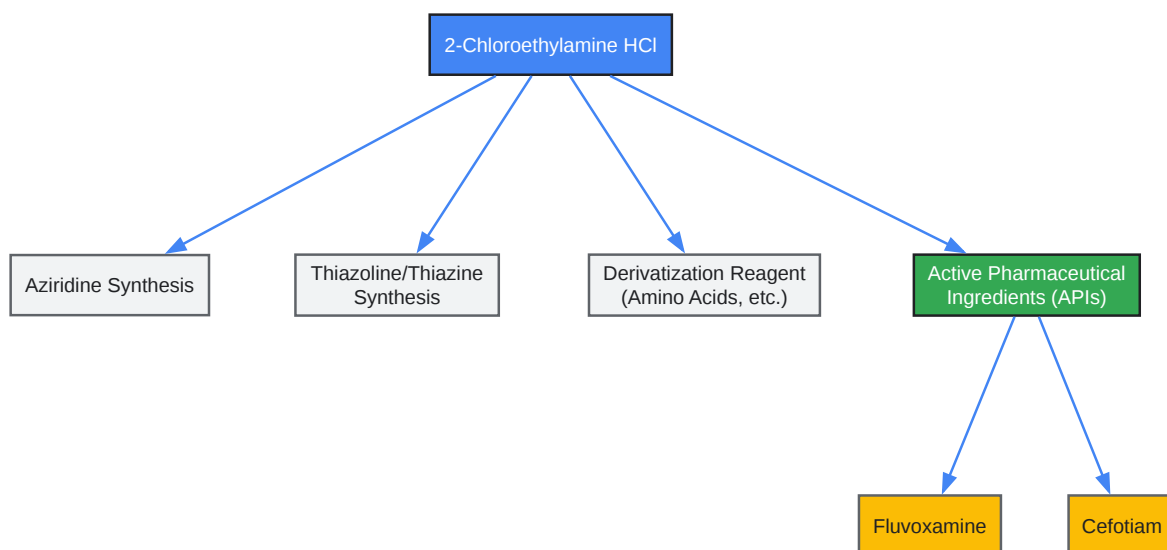 2-Chloroethylamine HCl
Aziridine Synthesis
Thiazoline/Thiazine
Synthesis
Derivatization Reagent
(Amino Acids, etc.)
Active Pharmaceutical
Ingredients (APIs)
Fluvoxamine
Cefotiam